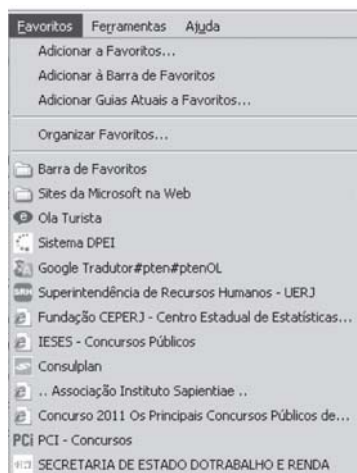 Favoritos Ferramentas Ajuda
Adicionar a Favoritos...
Adicionar à Barra de Favoritos
Adicionar Guias Atuais a Favoritos...
Organizar Favoritos...
Barra de Favoritos
Sites da Microsoft na Web
Ola Turista
Sistema DPEI
Google Tradutor#pten#ptenOL
SRH Superintendência de Recursos Humanos - UERJ
Fundação CEPERJ - Centro Estadual de Estatísticas...
IESES - Concursos Públicos
Consulplan
.. Associação Instituto Sapientiae ..
Concurso 2011 Os Principais Concursos Públicos de...
PCi PCI - Concursos
SECRETARIA DE ESTADO DOTRABALHO E RENDA